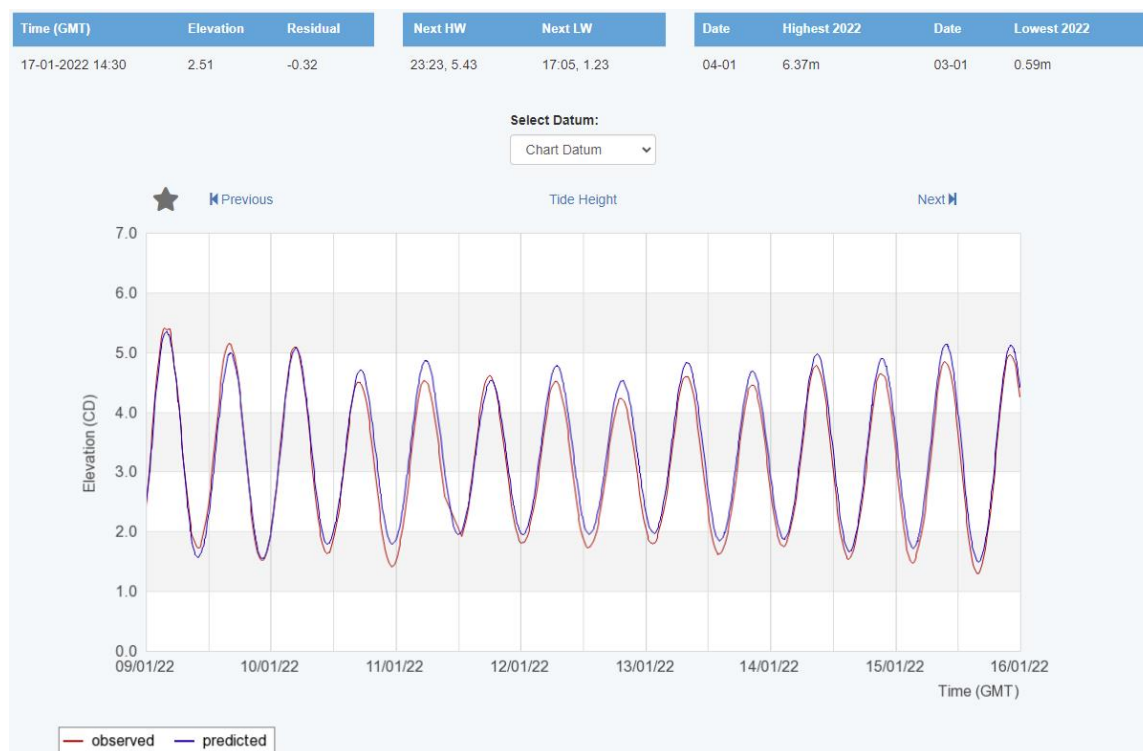 Time (GMT) Elevation Residual Next HW Next LW Date Highest 2022 Date Lowest 2022
17-01-2022 14:30 2.51 -0.32 23:23, 5.43 17:05, 1.23 04-01 6.37m 03-01 0.59m
Select Datum:
Chart Datum
Previous Tide Height Next
7.0
6.0
5.0
4.0
3.0
2.0
1.0
0.0
Elevation (CD)
09/01/22 10/01/22 11/01/22 12/01/22 13/01/22 14/01/22 15/01/22 16/01/22
Time (GMT)
observed predicted